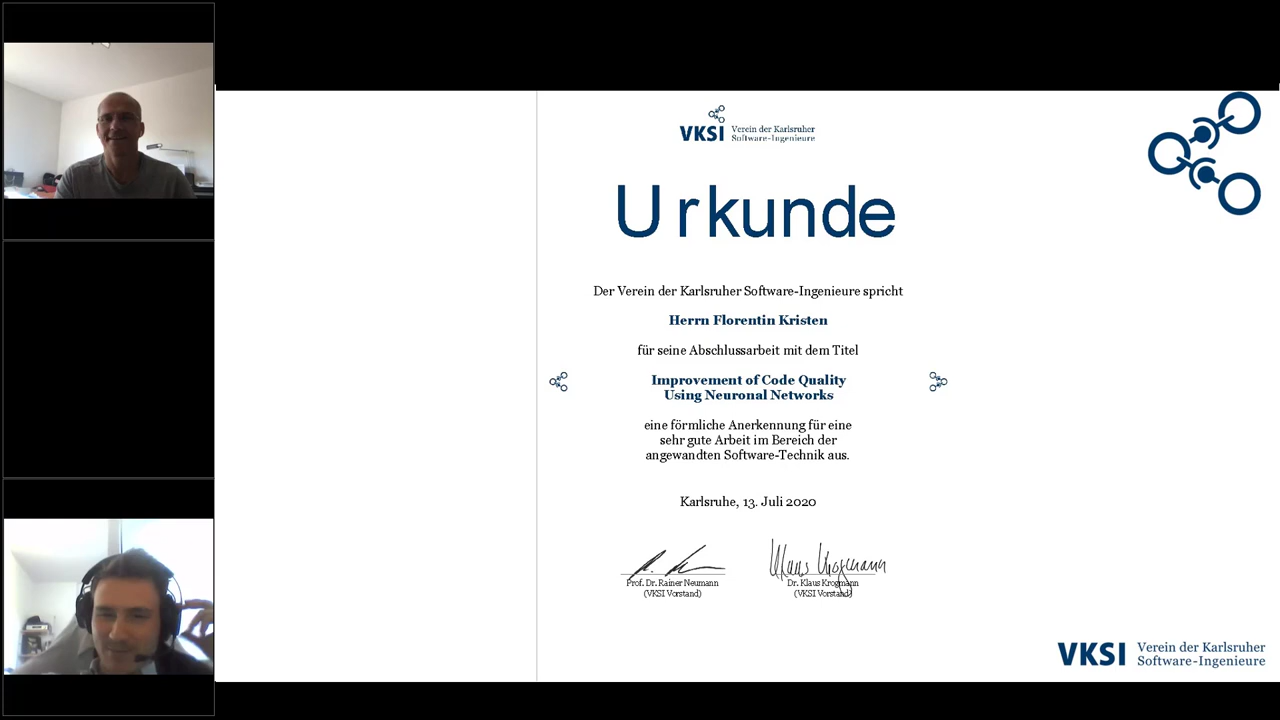 VKSI Verein der Karlsruher
Software-Ingenieure
Urkunde
Der Verein der Karlsruher Software-Ingenieure spricht
Herrn Florentin Kristen
für seine Abschlussarbeit mit dem Titel
Improvement of Code Quality
Using Neuronal Networks
eine förmliche Anerkennung für eine
sehr gute Arbeit im Bereich der
angewandten Software-Technik aus.
Karlsruhe, 13. Juli 2020
Klaus Krogmann
Prof. Dr. Rainer Neumann
(VKSI Vorstand)
Dr. Klaus Krogmann
(VKSI Vorstand)
VKSI Verein der Karlsruher
Software-Ingenieure